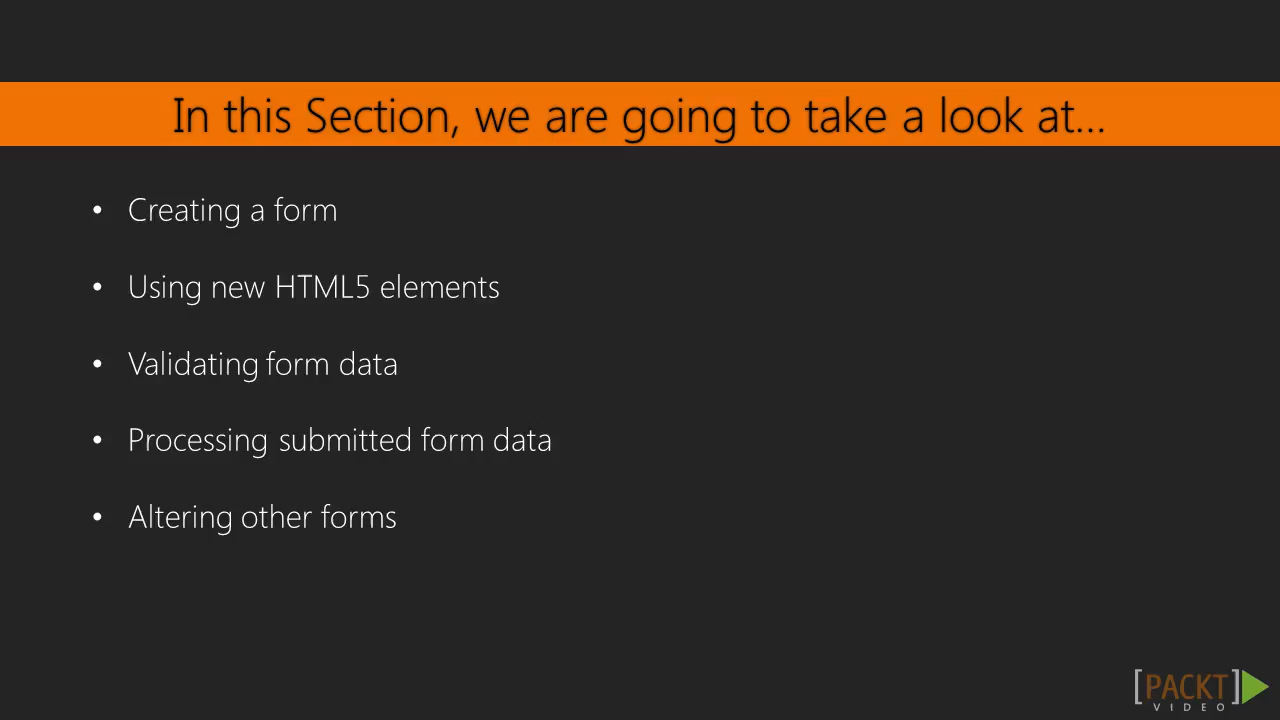 In this Section, we are going to take a look at...
• Creating a form
• Using new HTML5 elements
• Validating form data
• Processing submitted form data
• Altering other forms
[PACKT]
VIDEO